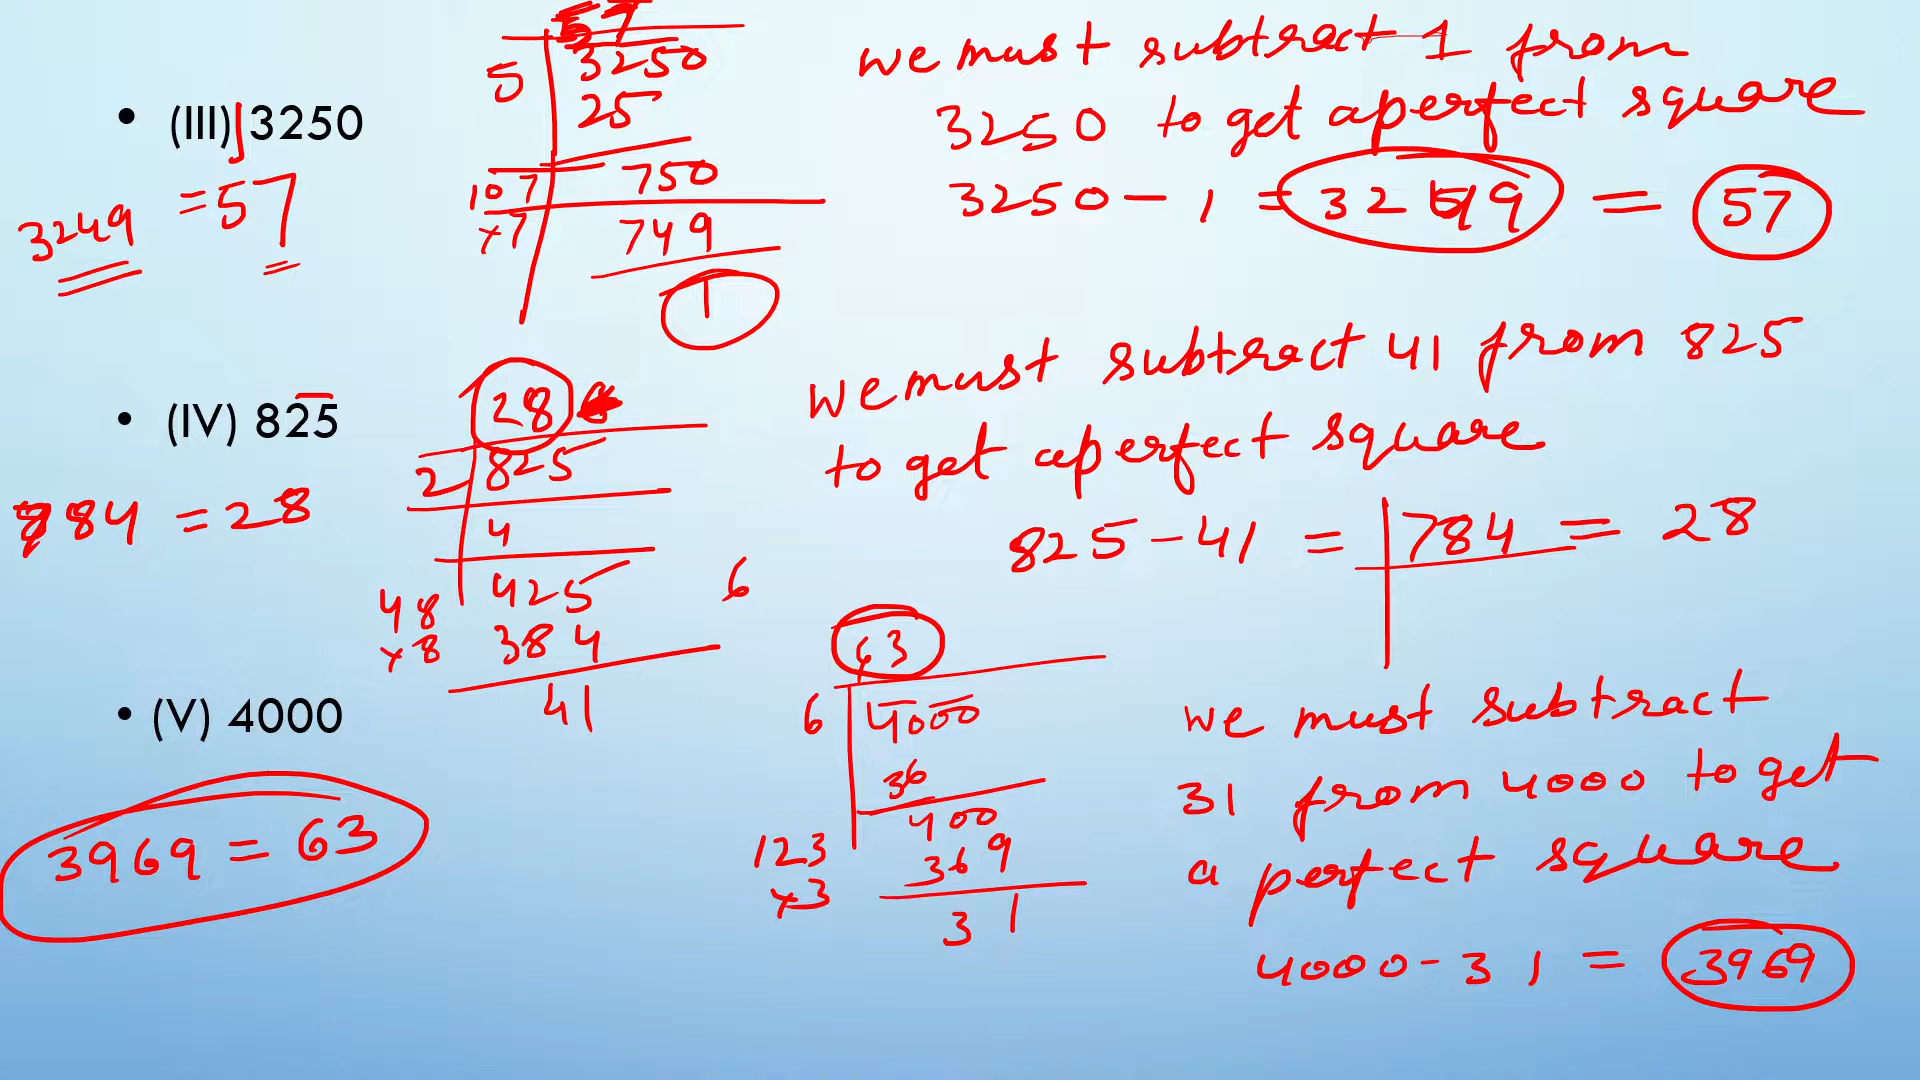 • (III) 3250
= 57
3249
57
5 3250
25
750
107
×7
749
1
we must subtract 1 from
3250 to get a perfect square
3250 - 1 = 3249 = 57
• (IV) 825
784 = 28
28
2 825
4
425
48
×8
384
41
6
we must subtract 41 from 825
to get a perfect square
825 - 41 = 784 = 28
• (V) 4000
3969 = 63
63
6 4000
36
400
123
×3
369
31
we must subtract
31 from 4000 to get
a perfect square
4000 - 31 = 3969